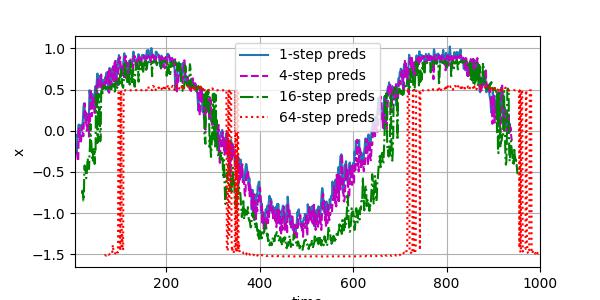 1.0
0.5
0.0
−0.5
−1.0
−1.5
x
1-step preds
4-step preds
16-step preds
64-step preds
200
400
600
800
1000
time